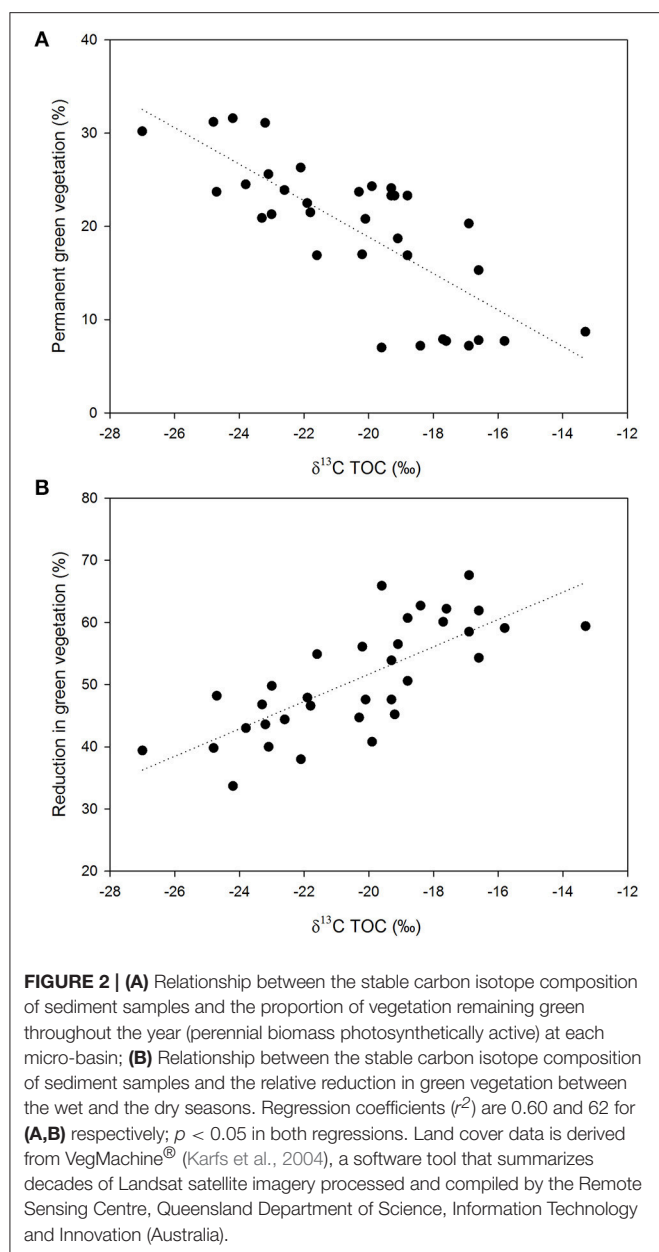 A
40
30
20
10
0
Permanent green vegetation (%)
-28 -26 -24 -22 -20 -18 -16 -14 -12
δ13C TOC (‰)
B
80
70
60
50
40
30
20
Reduction in green vegetation (%)
-28 -26 -24 -22 -20 -18 -16 -14 -12
δ13C TOC (‰)
FIGURE 2 | (A) Relationship between the stable carbon isotope composition
of sediment samples and the proportion of vegetation remaining green
throughout the year (perennial biomass photosynthetically active) at each
micro-basin; (B) Relationship between the stable carbon isotope composition
of sediment samples and the relative reduction in green vegetation between
the wet and the dry seasons. Regression coefficients (r2) are 0.60 and 62 for
(A,B) respectively; p < 0.05 in both regressions. Land cover data is derived
from VegMachine® (Karfs et al., 2004), a software tool that summarizes
decades of Landsat satellite imagery processed and compiled by the Remote
Sensing Centre, Queensland Department of Science, Information Technology
and Innovation (Australia).